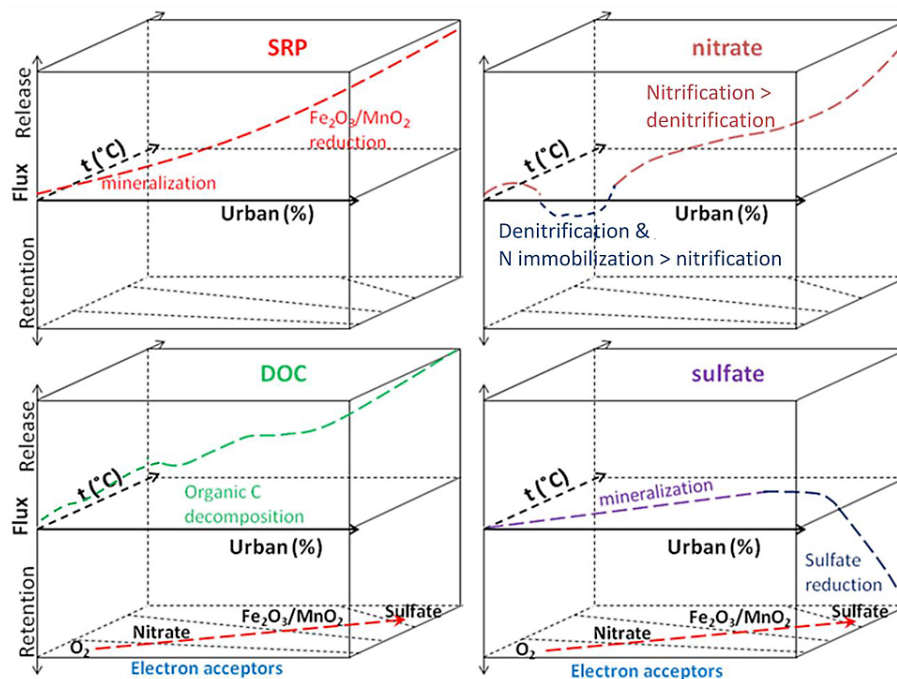 SRP
Release
Flux
Retention
t (°C)
Fe₂O₃/MnO₂
reduction
mineralization
Urban (%)
nitrate
t (°C)
Nitrification >
denitrification
Urban (%)
Denitrification &
N immobilization > nitrification
DOC
Release
Flux
Retention
t (°C)
Organic C
decomposition
Urban (%)
O₂
Nitrate
Fe₂O₃/MnO₂
Sulfate
Electron acceptors
sulfate
t (°C)
mineralization
Urban (%)
Sulfate
reduction
O₂
Nitrate
Fe₂O₃/MnO₂
Sulfate
Electron acceptors